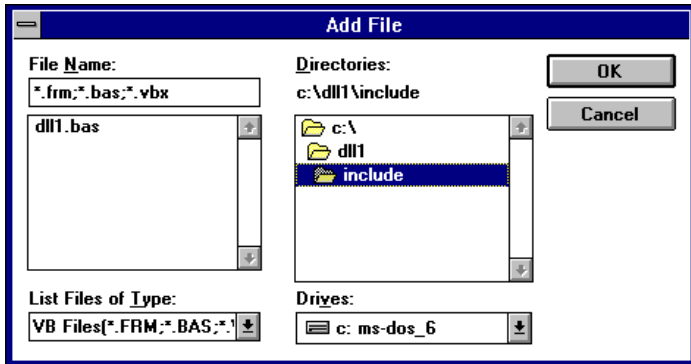 Add File
File Name:
*.frm;*.bas;*.vbx
dll1.bas
List Files of Type:
VB Files(*.FRM;*.BAS;*.
Directories:
c:\dll1\include
c:\
dll1
include
Drives:
c: ms-dos_6
OK
Cancel